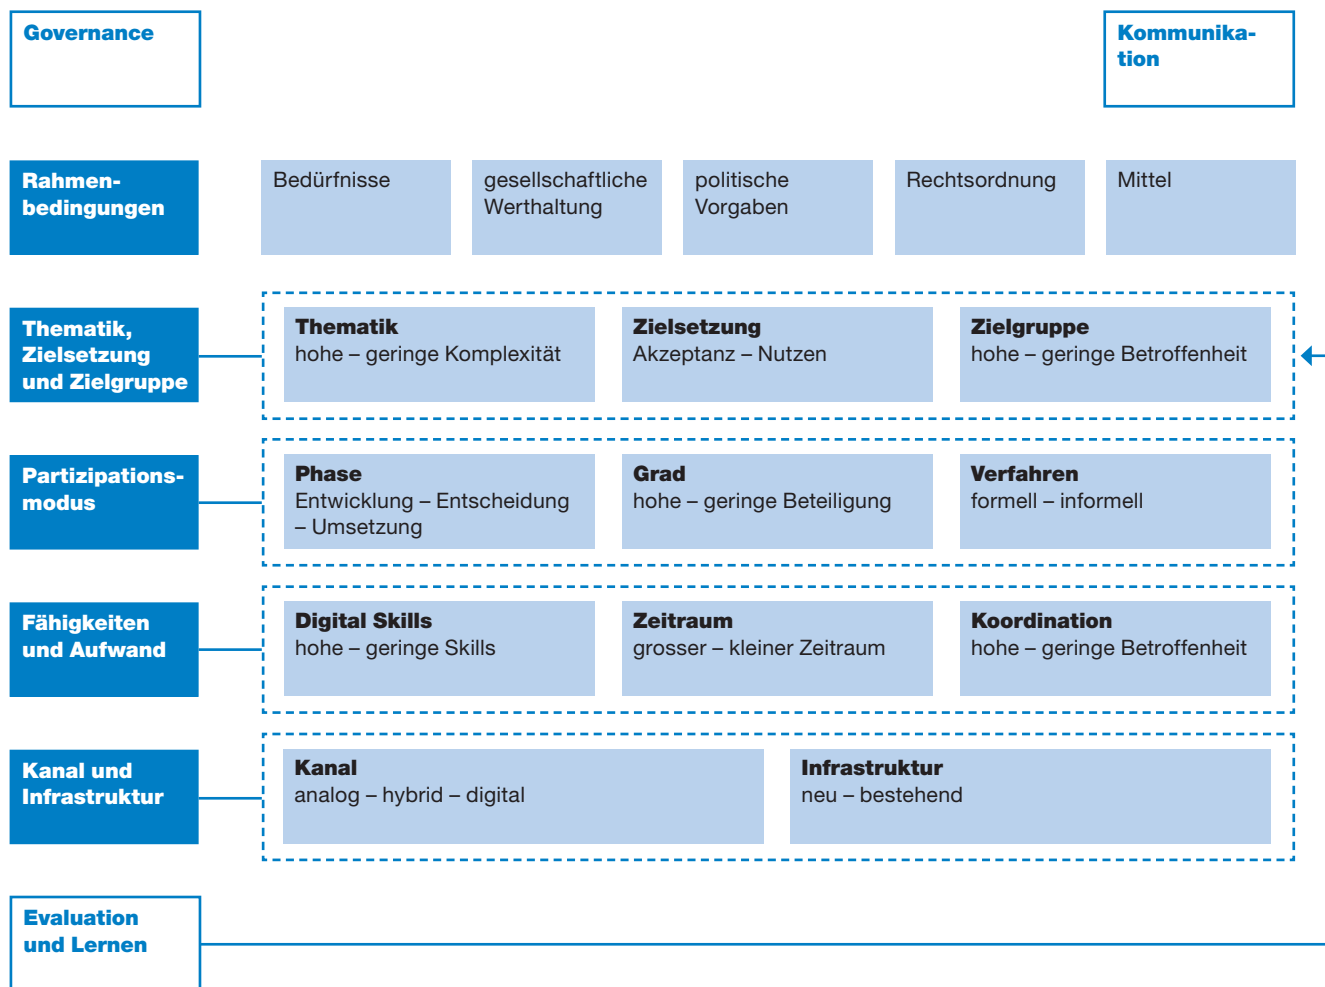 Governance
Kommunika-
tion
Rahmen-
bedingungen
Bedürfnisse
gesellschaftliche
Werthaltung
politische
Vorgaben
Rechtsordnung
Mittel
Thematik,
Zielsetzung
und Zielgruppe
Thematik
hohe – geringe Komplexität
Zielsetzung
Akzeptanz – Nutzen
Zielgruppe
hohe – geringe Betroffenheit
Partizipations-
modus
Phase
Entwicklung – Entscheidung
– Umsetzung
Grad
hohe – geringe Beteiligung
Verfahren
formell – informell
Fähigkeiten
und Aufwand
Digital Skills
hohe – geringe Skills
Zeitraum
grosser – kleiner Zeitraum
Koordination
hohe – geringe Betroffenheit
Kanal und
Infrastruktur
Kanal
analog – hybrid – digital
Infrastruktur
neu – bestehend
Evaluation
und Lernen